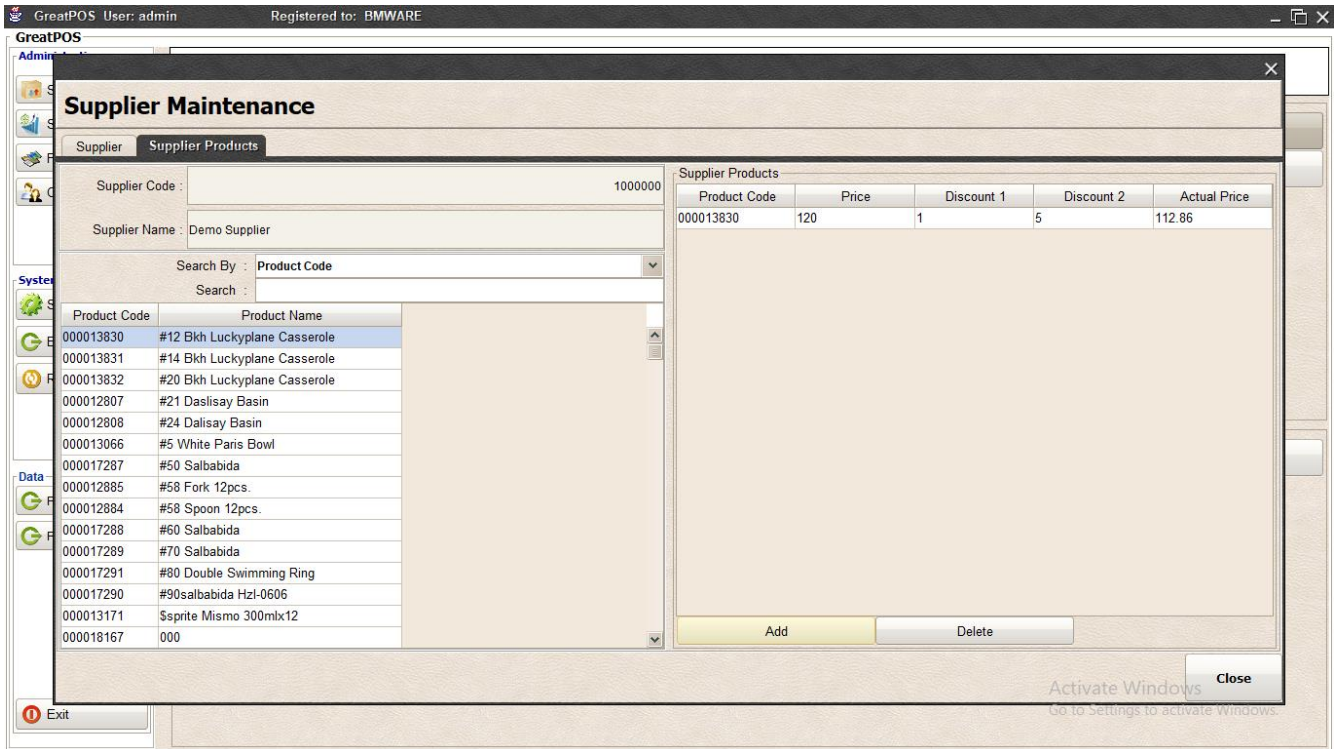 GreatPOS User: admin Registered to: BMWARE
GreatPOS
Supplier Maintenance
Supplier Supplier Products
Supplier Code : 1000000
Supplier Name : Demo Supplier
Search By : Product Code
Search :
Product Code Product Name
000013830 #12 Bkh Luckyplane Casserole
000013831 #14 Bkh Luckyplane Casserole
000013832 #20 Bkh Luckyplane Casserole
000012807 #21 Daslisay Basin
000012808 #24 Dalisay Basin
000013066 #5 White Paris Bowl
000017287 #50 Salbabida
000012885 #58 Fork 12pcs.
000012884 #58 Spoon 12pcs.
000017288 #60 Salbabida
000017289 #70 Salbabida
000017291 #80 Double Swimming Ring
000017290 #90salbabida Hzl-0606
000013171 $sprite Mismo 300mlx12
000018167 000
Supplier Products
Product Code Price Discount 1 Discount 2 Actual Price
000013830 120 1 5 112.86
Add Delete
Close
Activate Windows
Go to Settings to activate Windows.
Data
Exit